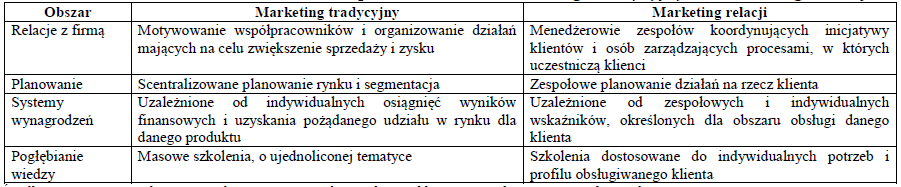 Obszar Marketing tradycyjny Marketing relacji
Relacje z firmą Motywowanie współpracowników i organizowanie działań mających na celu zwiększenie sprzedaży i zysku Menedżerowie zespołów koordynujących inicjatywy klientów i osób zarządzających procesami, w których uczestniczą klienci
Planowanie Scentralizowane planowanie rynku i segmentacja Zespołowe planowanie działań na rzecz klienta
Systemy wynagrodzeń Uzależnione od indywidualnych osiągnięć wyników finansowych i uzyskania pożądanego udziału w rynku dla danego produktu Uzależnione od zespołowych i indywidualnych wskaźników, określonych dla obszaru obsługi danego klienta
Pogłębianie wiedzy Masowe szkolenia, o ujednoliconej tematyce Szkolenia dostosowane do indywidualnych potrzeb i profilu obsługiwanego klienta